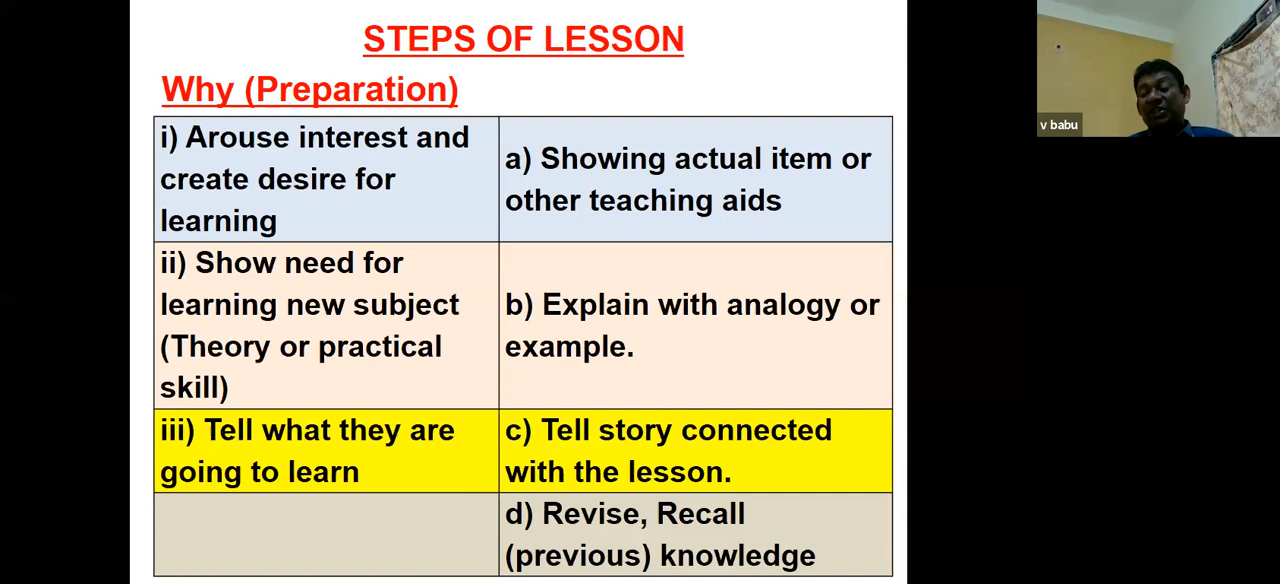 STEPS OF LESSON
Why (Preparation)
i) Arouse interest and
create desire for
learning
a) Showing actual item or
other teaching aids
ii) Show need for
learning new subject
(Theory or practical
skill)
b) Explain with analogy or
example.
iii) Tell what they are
going to learn
c) Tell story connected
with the lesson.
d) Revise, Recall
(previous) knowledge
v babu